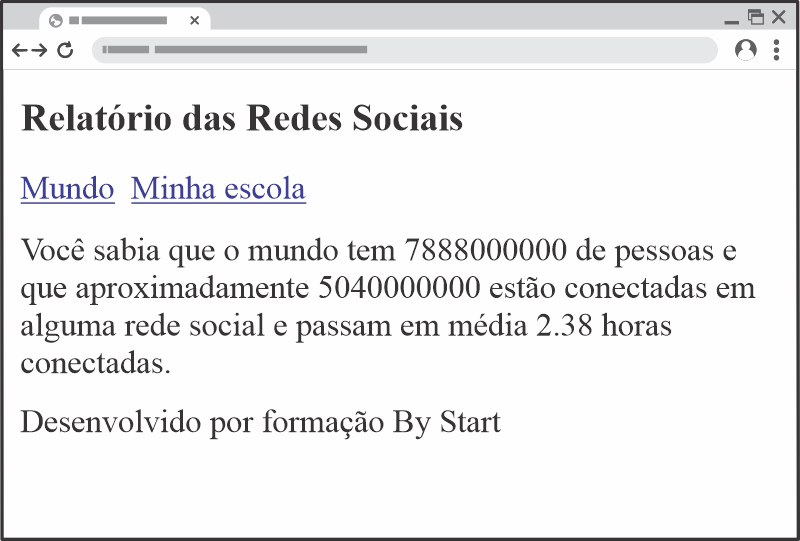 Relatório das Redes Sociais
Mundo Minha escola
Você sabia que o mundo tem 7888000000 de pessoas e
que aproximadamente 5040000000 estão conectadas em
alguma rede social e passam em média 2.38 horas
conectadas.
Desenvolvido por formação By Start